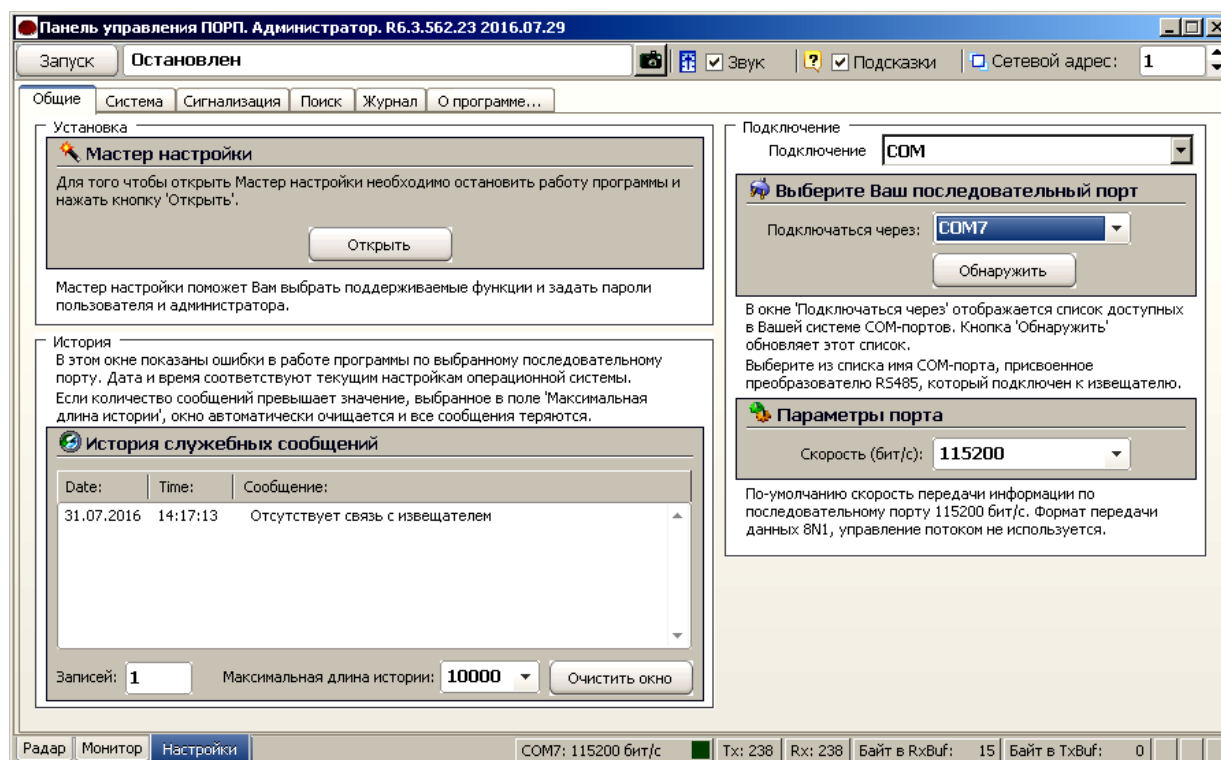 Панель управления ПОРП. Администратор. R6.3.562.23 2016.07.29
Запуск Остановлен Звук Подсказки Сетевой адрес: 1
Общие Система Сигнализация Поиск Журнал О программе...
Установка
Мастер настройки
Для того чтобы открыть Мастер настройки необходимо остановить работу программы и
нажать кнопку 'Открыть'.
Открыть
Мастер настройки поможет Вам выбрать поддерживаемые функции и задать пароли
пользователя и администратора.
История
В этом окне показаны ошибки в работе программы по выбранному последовательному
порту. Дата и время соответствуют текущим настройкам операционной системы.
Если количество сообщений превышает значение, выбранное в поле 'Максимальная
длина истории', окно автоматически очищается и все сообщения теряются.
История служебных сообщений
Date: Time: Сообщение:
31.07.2016 14:17:13 Отсутствует связь с извещателем
Записей: 1 Максимальная длина истории: 10000 Очистить окно
Подключение
Подключение COM
Выберите Ваш последовательный порт
Подключаться через: COM7
Обнаружить
В окне 'Подключаться через' отображается список доступных
в Вашей системе COM-портов. Кнопка 'Обнаружить'
обновляет этот список.
Выберите из списка имя COM-порта, присвоенное
преобразователю RS485, который подключен к извещателю.
Параметры порта
Скорость (бит/с): 115200
По-умолчанию скорость передачи информации по
последовательному порту 115200 бит/с. Формат передачи
данных 8N1, управление потоком не используется.
Радар Монитор Настройки COM7: 115200 бит/с Tx: 238 Rx: 238 Байт в RxBuf: 15 Байт в TxBuf: 0